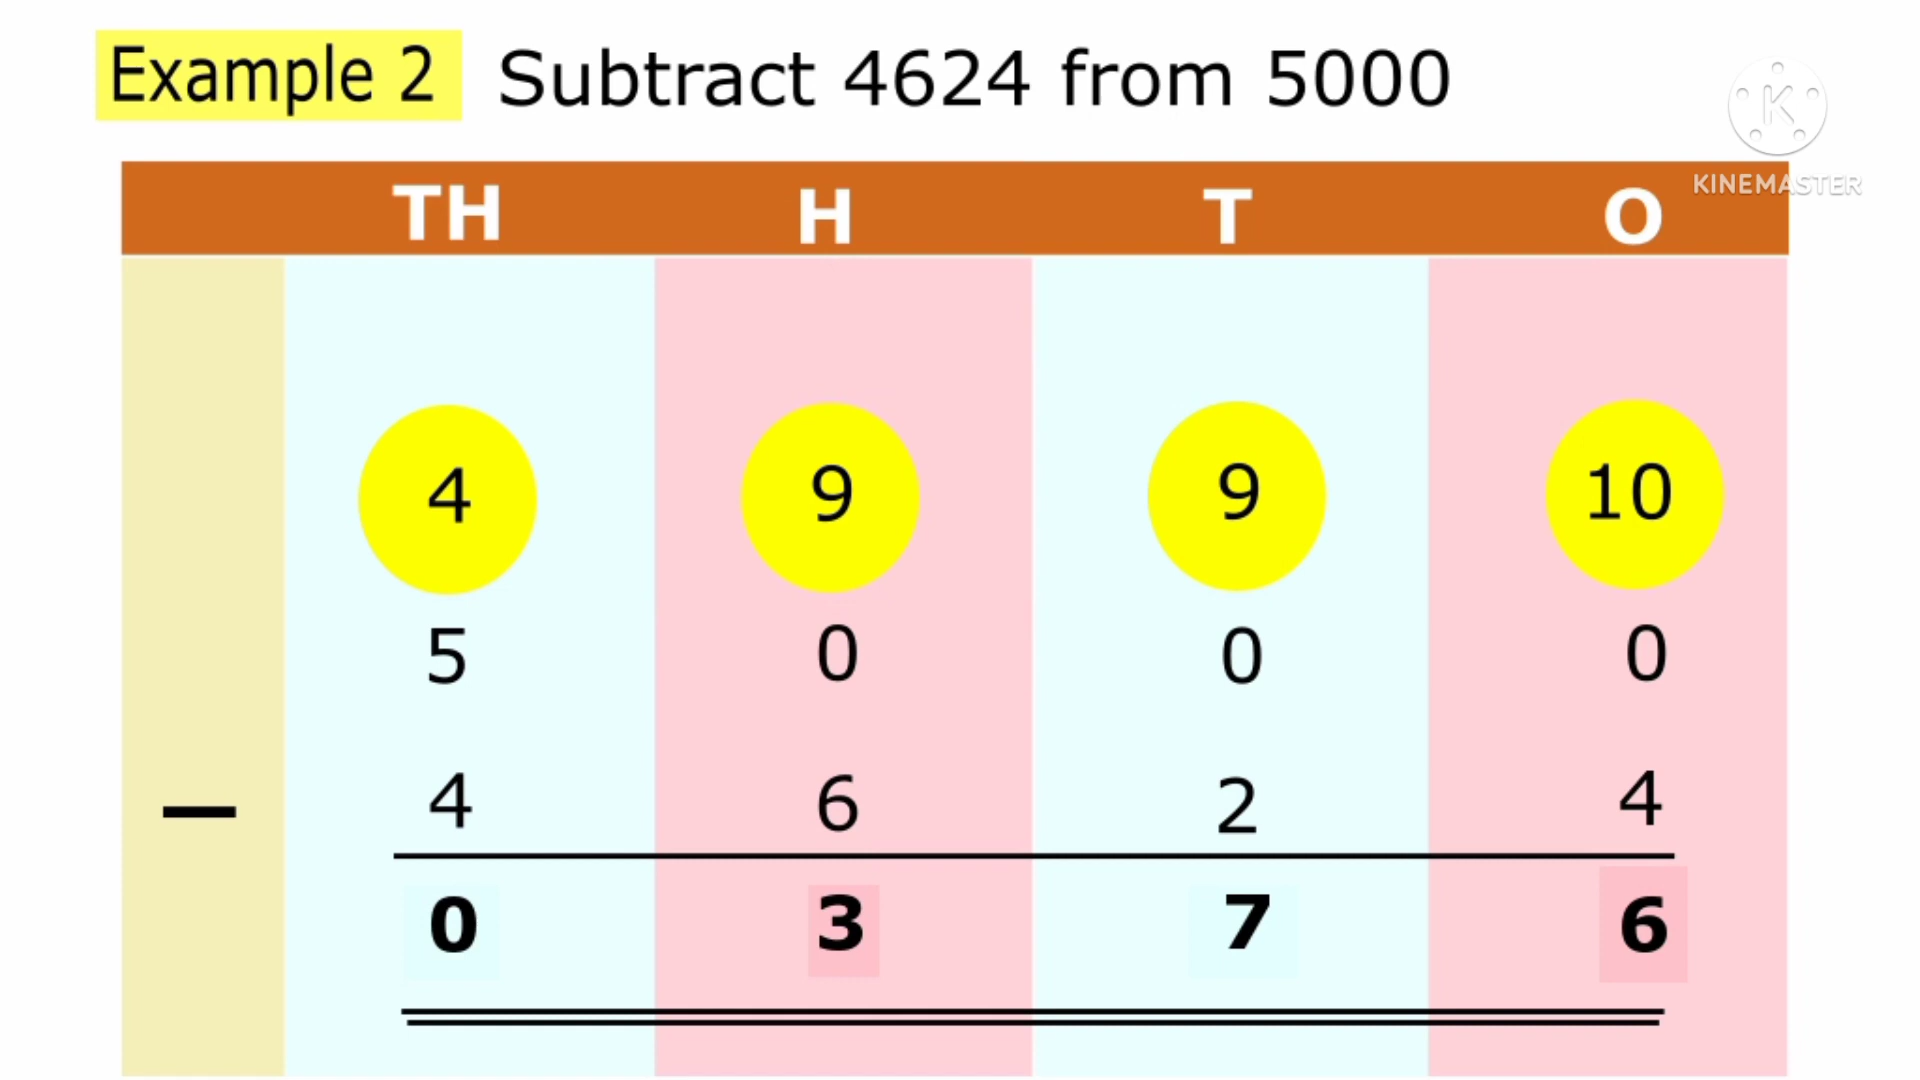 Example 2 Subtract 4624 from 5000
K
KINEMASTER
TH H T O
4 9 9 10
5 0 0 0
− 4 6 2 4
0 3 7 6